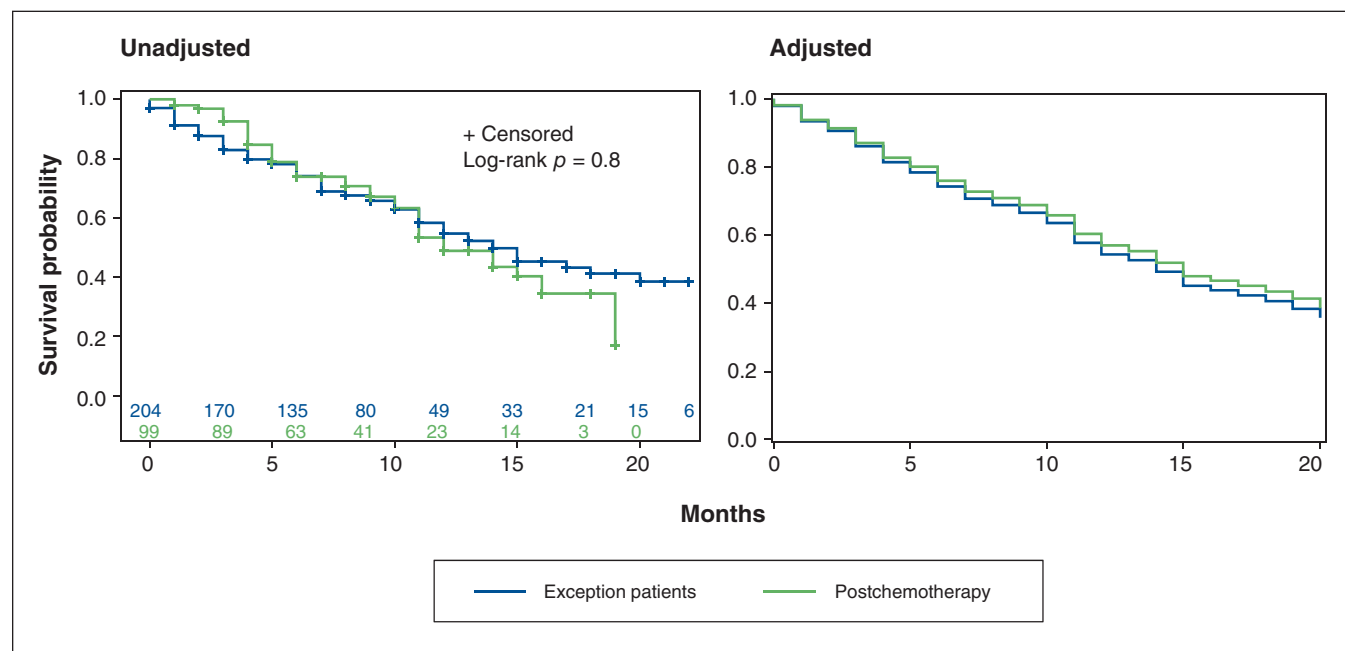 Unadjusted
Adjusted
Survival probability
1.0
0.8
0.6
0.4
0.2
0.0
+ Censored
Log-rank p = 0.8
204 170 135 80 49 33 21 15 6
99 89 63 41 23 14 3 0
0 5 10 15 20
1.0
0.8
0.6
0.4
0.2
0.0
0 5 10 15 20
Months
Exception patients
Postchemotherapy